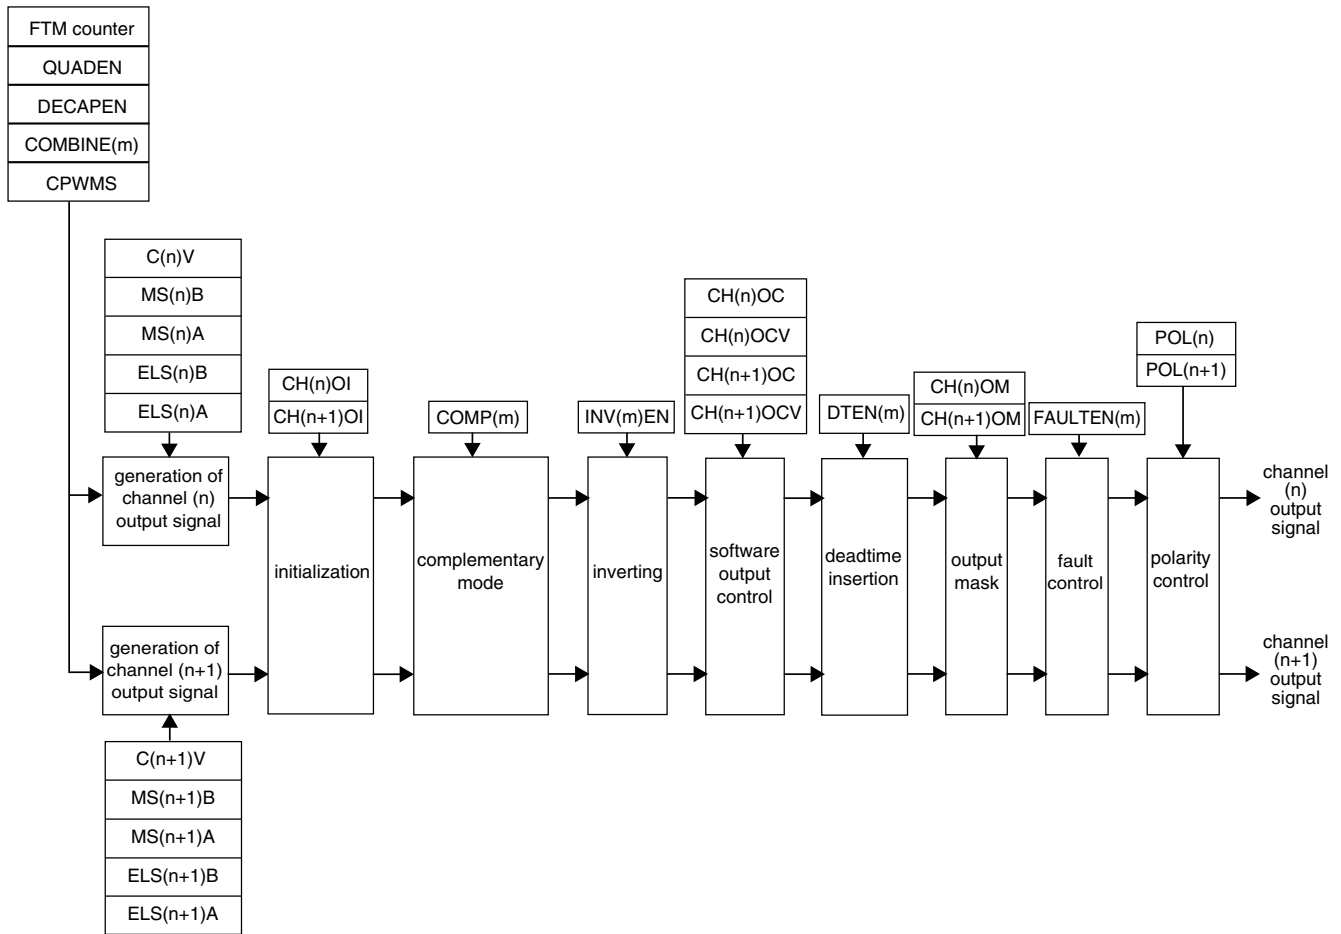 FTM counter
QUADEN
DECAPEN
COMBINE(m)
CPWMS
C(n)V
MS(n)B
MS(n)A
ELS(n)B
ELS(n)A
CH(n)OI
CH(n+1)OI
COMP(m)
INV(m)EN
CH(n)OC
CH(n)OCV
CH(n+1)OC
CH(n+1)OCV
DTEN(m)
CH(n)OM
CH(n+1)OM
FAULTEN(m)
POL(n)
POL(n+1)
generation of
channel (n)
output signal
initialization
complementary
mode
inverting
software
output
control
deadtime
insertion
output
mask
fault
control
polarity
control
channel
(n)
output
signal
generation of
channel (n+1)
output signal
channel
(n+1)
output
signal
C(n+1)V
MS(n+1)B
MS(n+1)A
ELS(n+1)B
ELS(n+1)A